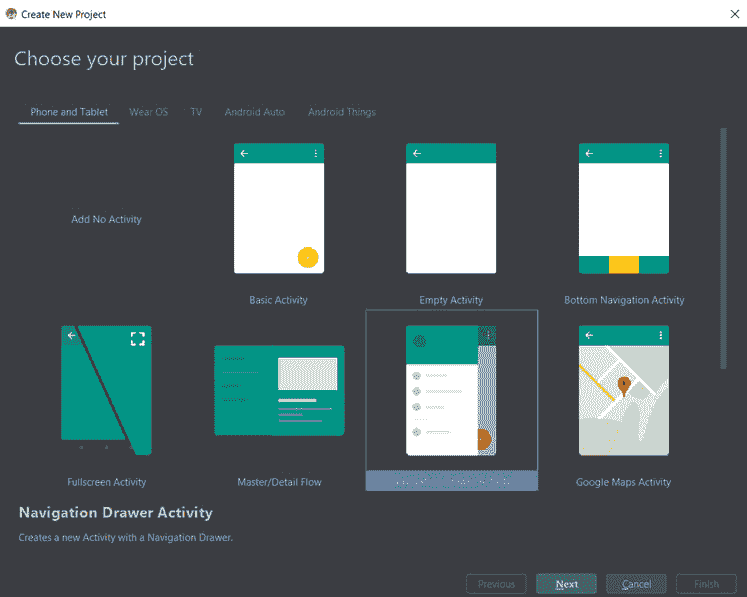 Create New Project
Choose your project
Phone and Tablet
Wear OS
TV
Android Auto
Android Things
Add No Activity
Basic Activity
Empty Activity
Bottom Navigation Activity
Fullscreen Activity
Master/Detail Flow
Google Maps Activity
Navigation Drawer Activity
Creates a new Activity with a Navigation Drawer.
Previous
Next
Cancel
Finish